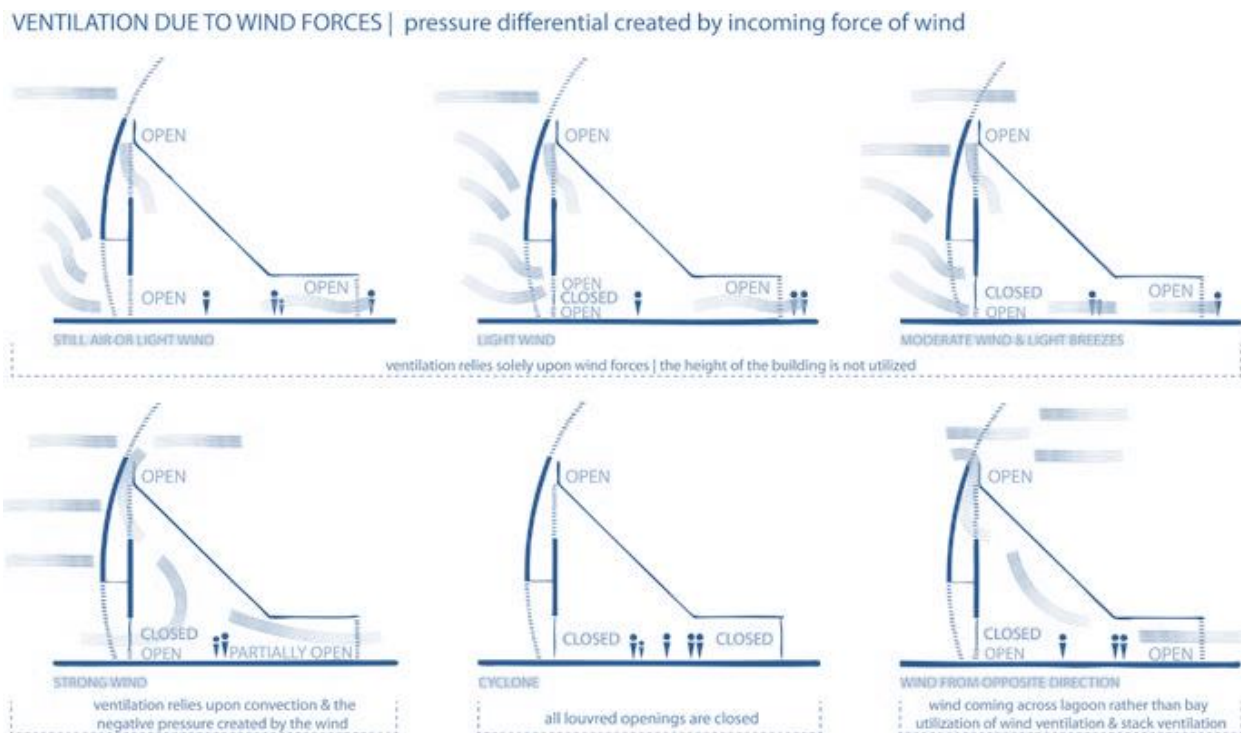 VENTILATION DUE TO WIND FORCES | pressure differential created by incoming force of wind
OPEN
OPEN
OPEN
STILL AIR OR LIGHT WIND
OPEN
OPEN
CLOSED
OPEN
OPEN
LIGHT WIND
OPEN
CLOSED
OPEN
OPEN
MODERATE WIND & LIGHT BREEZES
ventilation relies solely upon wind forces | the height of the building is not utilized
OPEN
CLOSED
OPEN
PARTIALLY OPEN
STRONG WIND
ventilation relies upon convection & the
negative pressure created by the wind
OPEN
CLOSED
CLOSED
CYCLONE
all louvred openings are closed
OPEN
CLOSED
OPEN
OPEN
WIND FROM OPPOSITE DIRECTION
wind coming across lagoon rather than bay
utilization of wind ventilation & stack ventilation